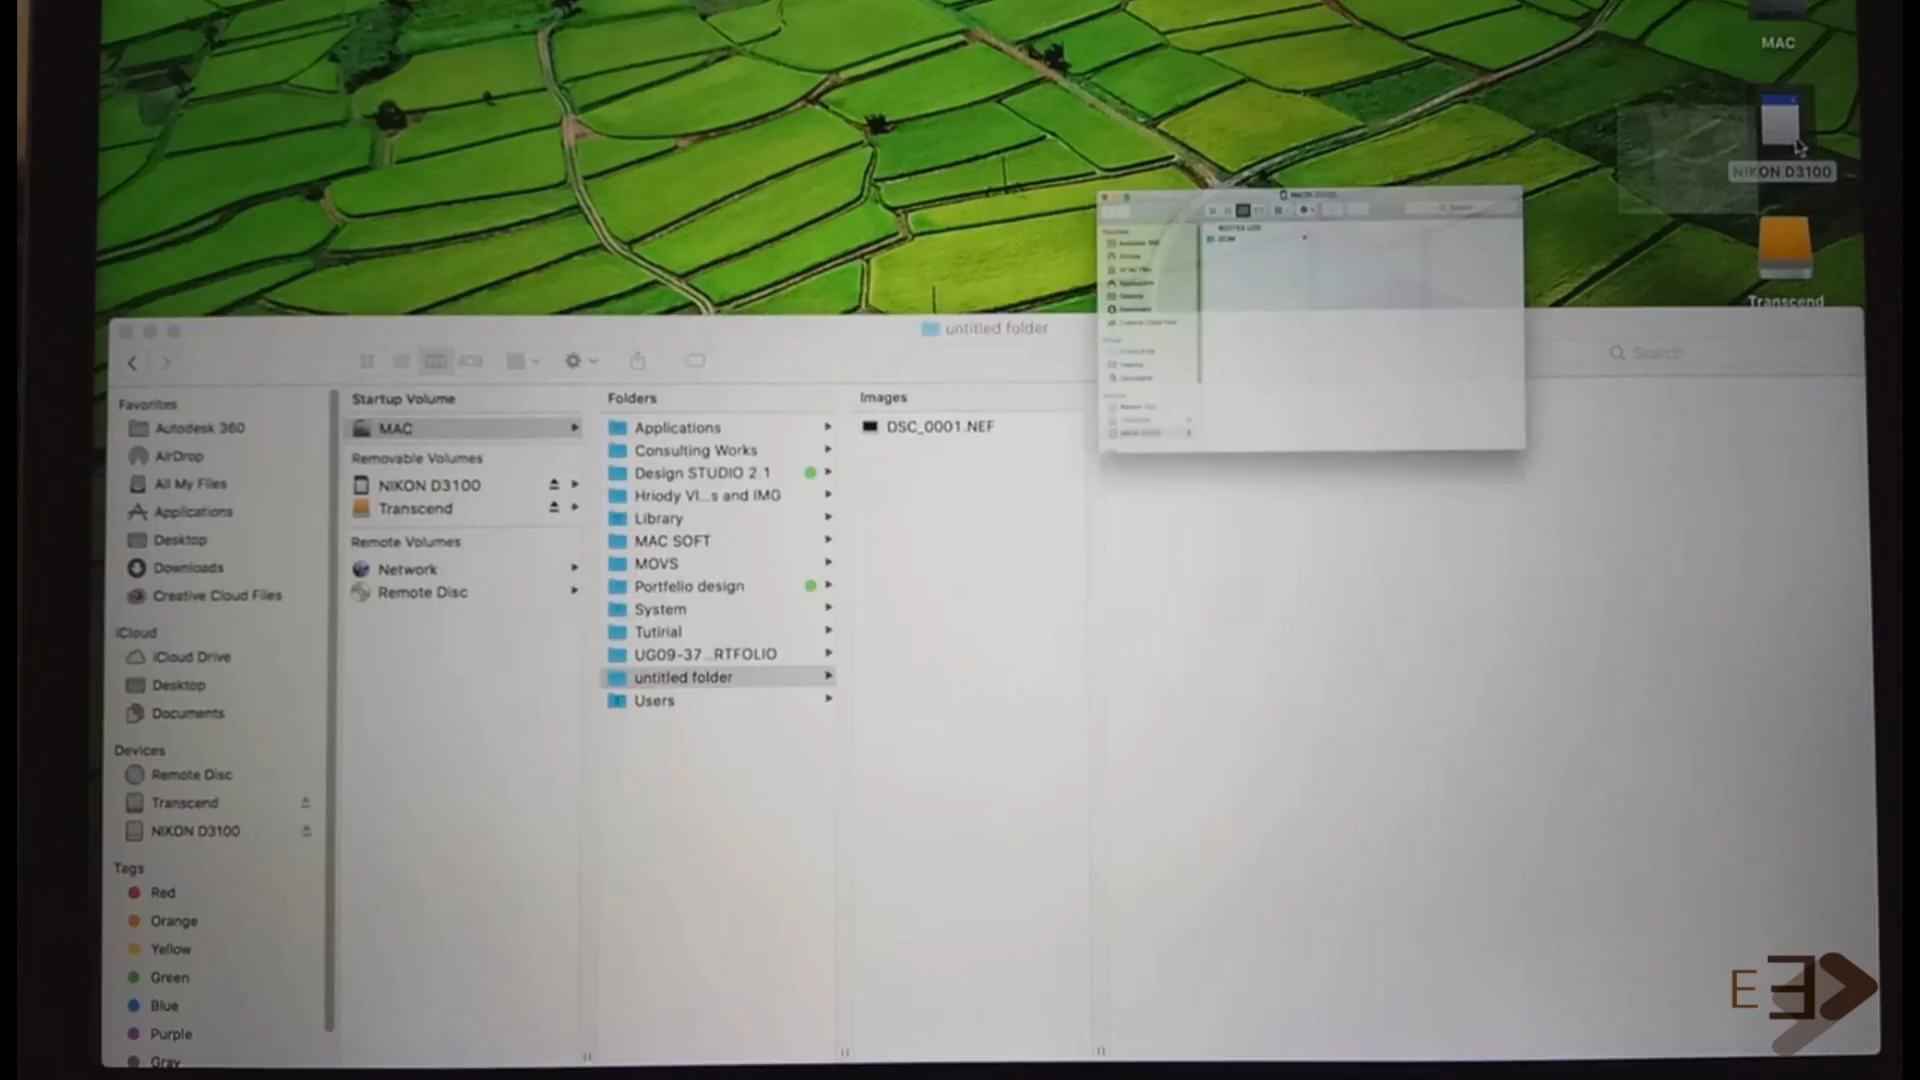 MAC
NIKON D3100
Transcend
untitled folder
Search
Favorites
Autodesk 360
AirDrop
All My Files
Applications
Desktop
Downloads
Creative Cloud Files
iCloud
iCloud Drive
Desktop
Documents
Devices
Remote Disc
Transcend
NIKON D3100
Tags
Red
Orange
Yellow
Green
Blue
Purple
Gray
Startup Volume
MAC
Removable Volumes
NIKON D3100
Transcend
Remote Volumes
Network
Remote Disc
Folders
Applications
Consulting Works
Design STUDIO 2 1
Hriody VI...s and IMG
Library
MAC SOFT
MOVS
Portfelio design
System
Tutirial
UG09-37...RTFOLIO
untitled folder
Users
Images
DSC_0001.NEF